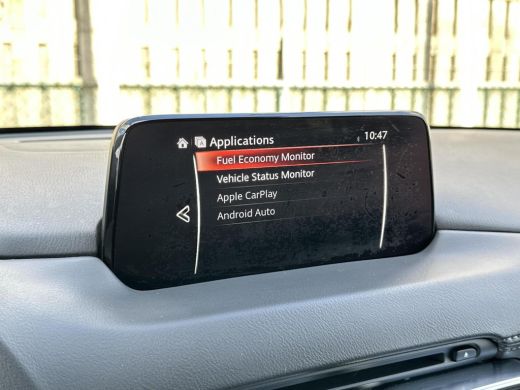 Applications
10:47
Fuel Economy Monitor
Vehicle Status Monitor
Apple CarPlay
Android Auto